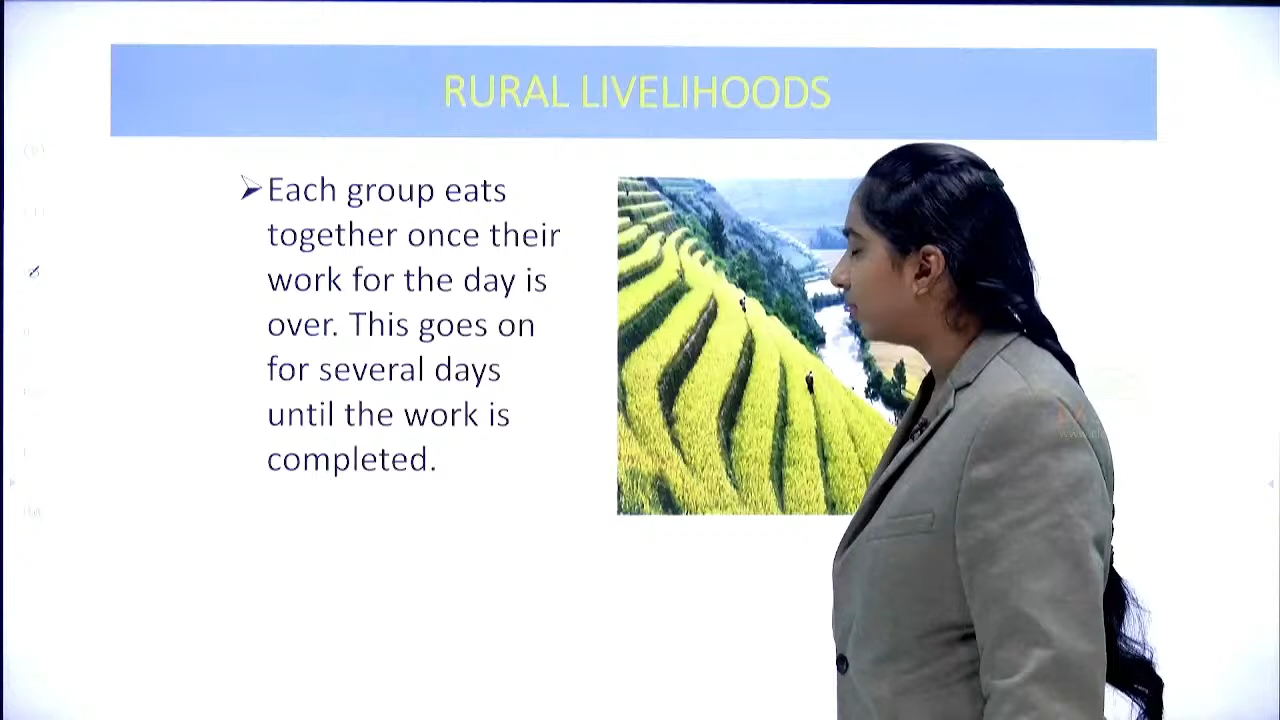 RURAL LIVELIHOODS
➢Each group eats
together once their
work for the day is
over. This goes on
for several days
until the work is
completed.